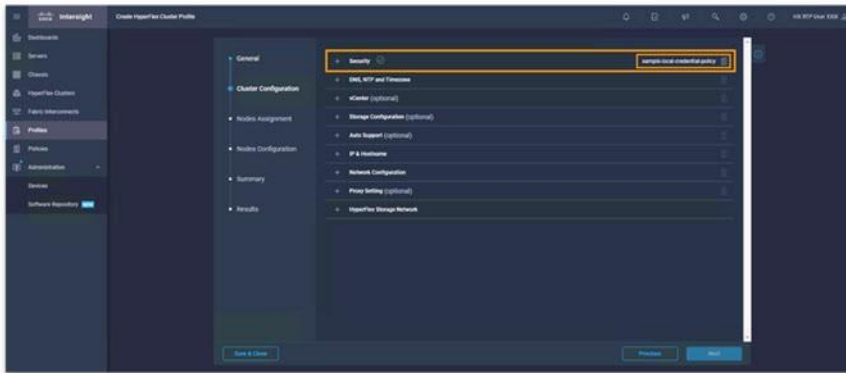 cisco Intersight
Create HyperFlex Cluster Profile
Dashboards
Servers
Chassis
HyperFlex Clusters
Fabric Interconnects
Profiles
Policies
Administration
Devices
Software Repository NEW
General
Cluster Configuration
Nodes Assignment
Nodes Configuration
Summary
Results
+ Security
sample-local-credential-policy
+ DNS, NTP and Timezone
+ vCenter (optional)
+ Storage Configuration (optional)
+ Auto Support (optional)
+ IP & Hostname
+ Network Configuration
+ Proxy Setting (optional)
+ HyperFlex Storage Network
Save & Close
Previous
Next